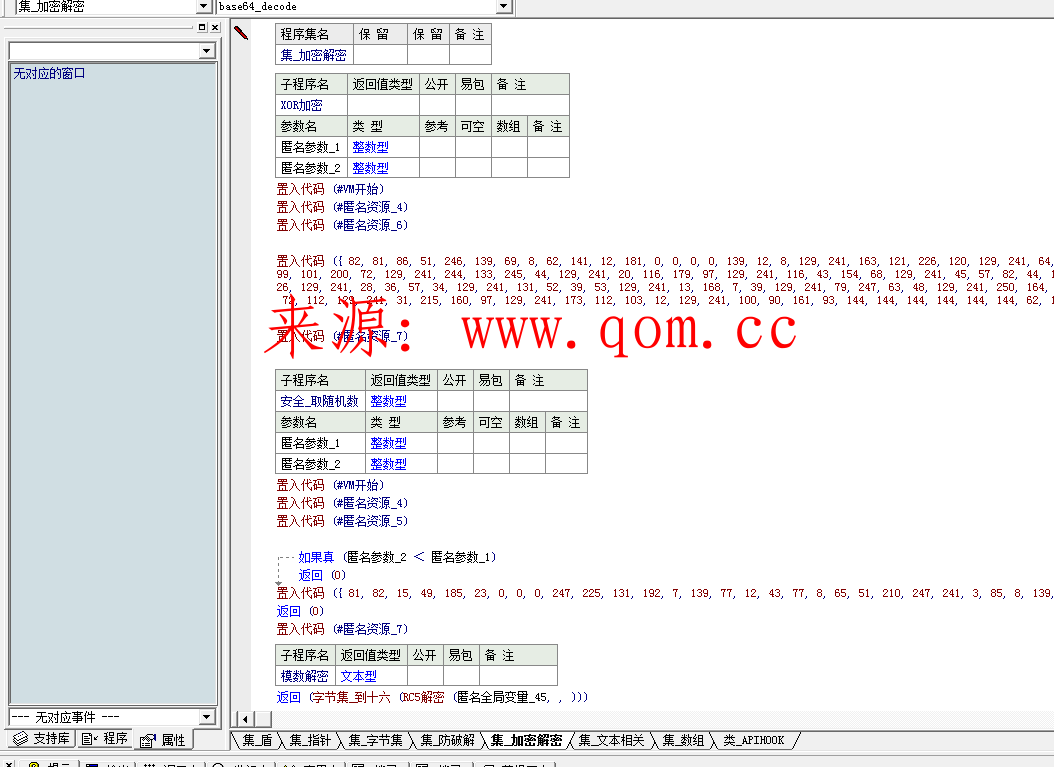 集_加密解密
base64_decode
无对应的窗口
程序集名 保 留 保 留 备 注
集_加密解密
子程序名 返回值类型 公开 易包 备 注
XOR加密
参数名 类 型 参考 可空 数组 备 注
匿名参数_1 整数型
匿名参数_2 整数型
置入代码 (#VM开始)
置入代码 (#匿名资源_4)
置入代码 (#匿名资源_6)
置入代码 ({ 82, 81, 86, 51, 246, 139, 69, 8, 62, 141, 12, 181, 0, 0, 0, 0, 139, 12, 8, 129, 241, 163, 121, 226, 120, 129, 241, 64,
99, 101, 200, 72, 129, 241, 244, 133, 245, 44, 129, 241, 20, 116, 179, 97, 129, 241, 116, 43, 154, 68, 129, 241, 45, 57, 82, 44, 1
26, 129, 241, 28, 36, 57, 34, 129, 241, 131, 52, 39, 53, 129, 241, 13, 168, 7, 39, 129, 241, 79, 247, 63, 48, 129, 241, 250, 164,
72, 112, 129, 241, 31, 215, 160, 97, 129, 241, 173, 112, 103, 12, 129, 241, 100, 90, 161, 93, 144, 144, 144, 144, 144, 144, 62, 1
来源：www.qom.cc
置入代码 (#匿名资源_7)
子程序名 返回值类型 公开 易包 备 注
安全_取随机数 整数型
参数名 类 型 参考 可空 数组 备 注
匿名参数_1 整数型
匿名参数_2 整数型
置入代码 (#VM开始)
置入代码 (#匿名资源_4)
置入代码 (#匿名资源_5)
如果真 (匿名参数_2 ＜ 匿名参数_1)
返回 (0)
置入代码 ({ 81, 82, 15, 49, 185, 23, 0, 0, 0, 247, 225, 131, 192, 7, 139, 77, 12, 43, 77, 8, 65, 51, 210, 247, 241, 3, 85, 8, 139,
返回 (0)
置入代码 (#匿名资源_7)
子程序名 返回值类型 公开 易包 备 注
模数解密 文本型
返回 (字节集_到十六 (RC5解密 (匿名全局变量_45, , )))
--- 无对应事件 ---
支持库 程序 属性
集_盾 集_指针 集_字节集 集_防破解 集_加密解密 集_文本相关 集_数组 类_APIHOOK